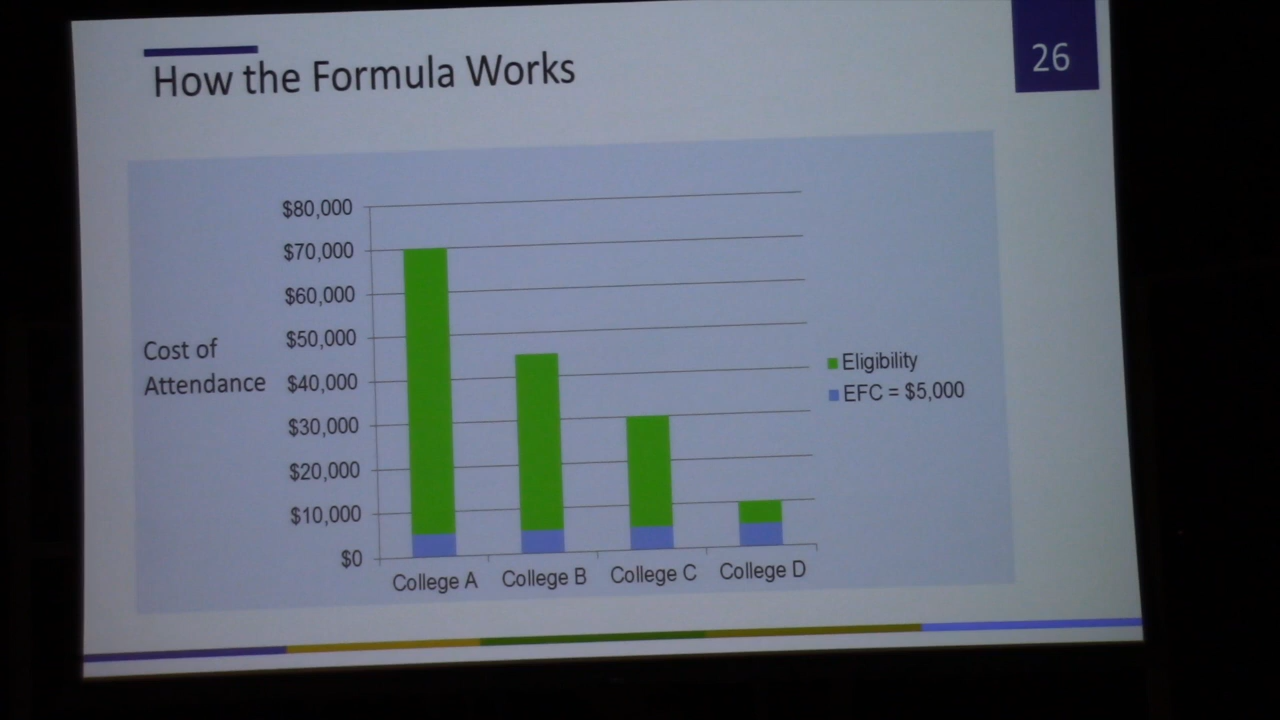 How the Formula Works
26
$80,000
$70,000
$60,000
$50,000
$40,000
$30,000
$20,000
$10,000
$0
Cost of
Attendance
College A College B College C College D
Eligibility
EFC = $5,000